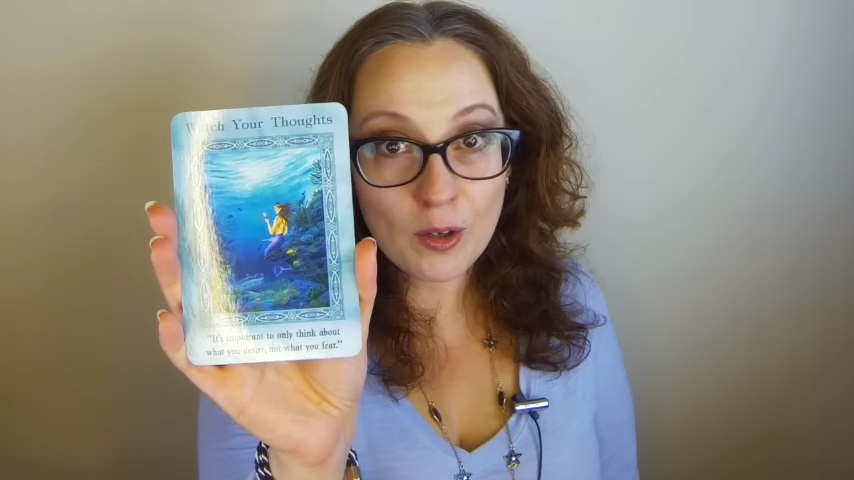 Watch Your Thoughts
"It's important to only think about
what you desire, not what you fear."